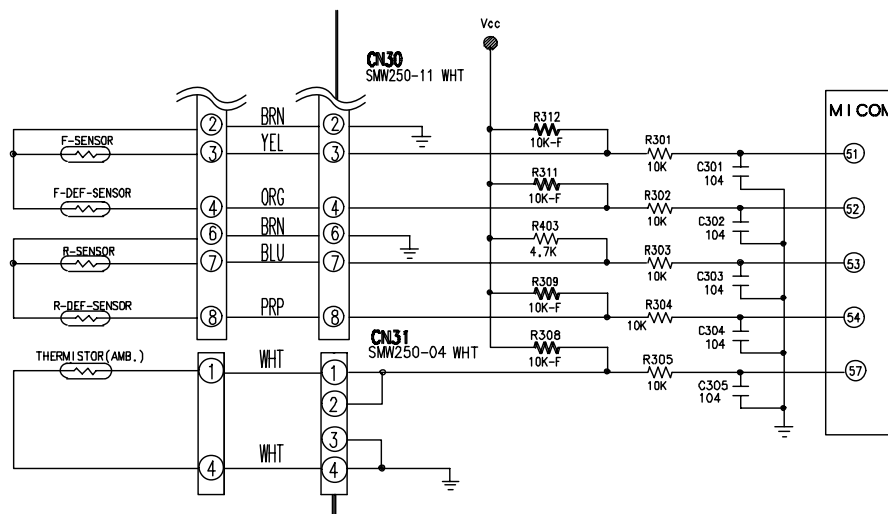 Vcc
CN30
SMW250-11 WHT
MICOM
R312
10K-F
2 BRN 2
F-SENSOR
3 YEL 3
R301
10K
51
C301
104
R311
10K-F
F-DEF-SENSOR
4 ORG 4
R302
10K
52
C302
104
6 BRN 6
R403
4.7K
R-SENSOR
7 BLU 7
R303
10K
53
C303
104
R309
10K-F
R-DEF-SENSOR
8 PRP 8
R304
10K
54
C304
104
CN31
SMW250-04 WHT
R308
10K-F
THERMISTOR(AMB.)
1 WHT 1
R305
10K
57
C305
104
2
3
4 WHT 4